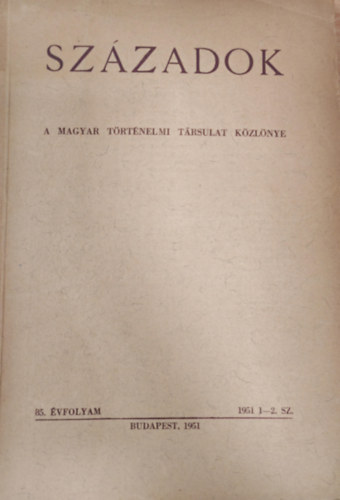 SZÁZADOK
A MAGYAR TÖRTÉNELMI TÁRSULAT KÖZLÖNYE
85. ÉVFOLYAM 1951 1—2. SZ.
BUDAPEST, 1951